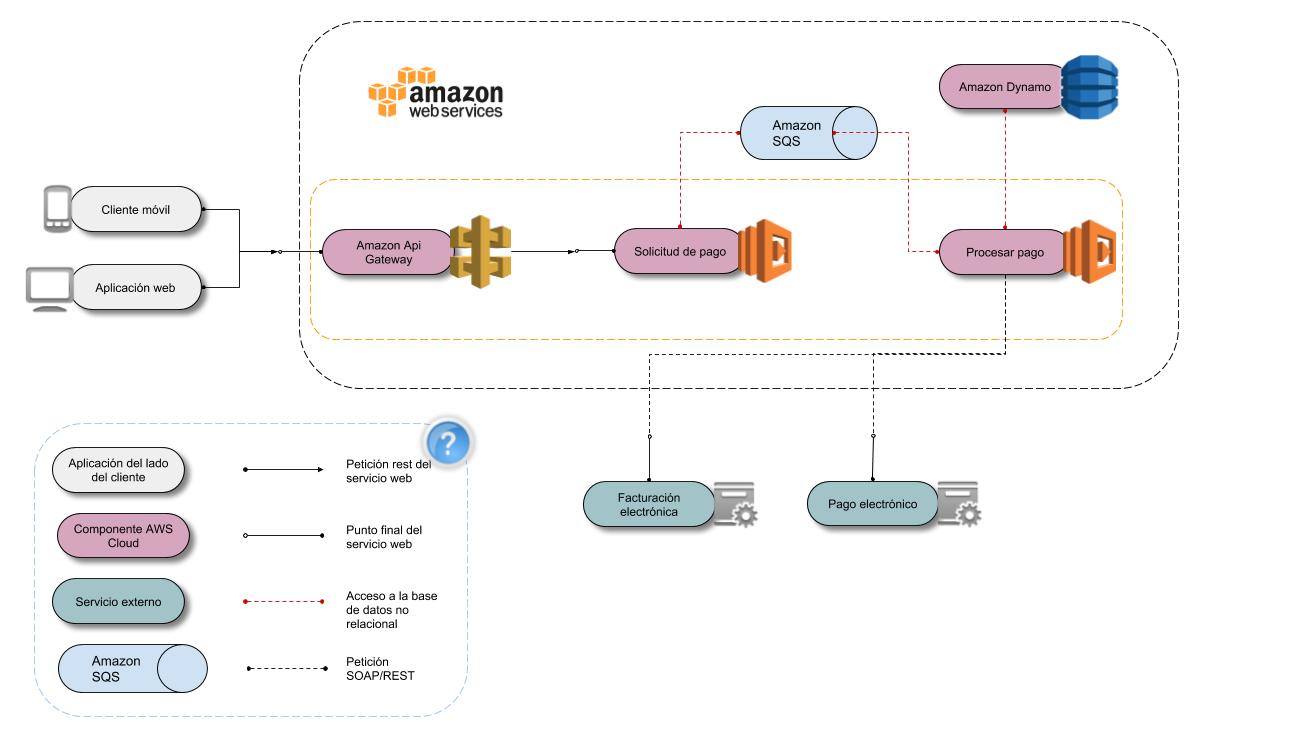 amazon
web services
Amazon Dynamo
Amazon
SQS
Cliente móvil
Aplicación web
Amazon Api
Gateway
Solicitud de pago
Procesar pago
Facturación
electrónica
Pago electrónico
?
Aplicación del lado
del cliente
Petición rest del
servicio web
Componente AWS
Cloud
Punto final del
servicio web
Servicio externo
Acceso a la base
de datos no
relacional
Amazon
SQS
Petición
SOAP/REST